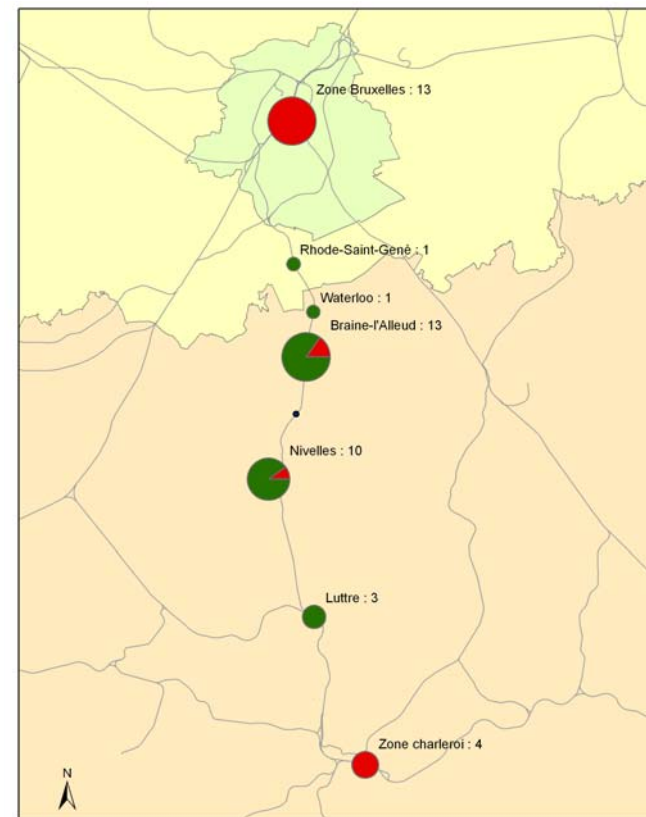 Zone Bruxelles : 13
Rhode-Saint-Genè : 1
Waterloo : 1
Braine-l'Alleud : 13
Nivelles : 10
Luttre : 3
Zone charleroi : 4
N